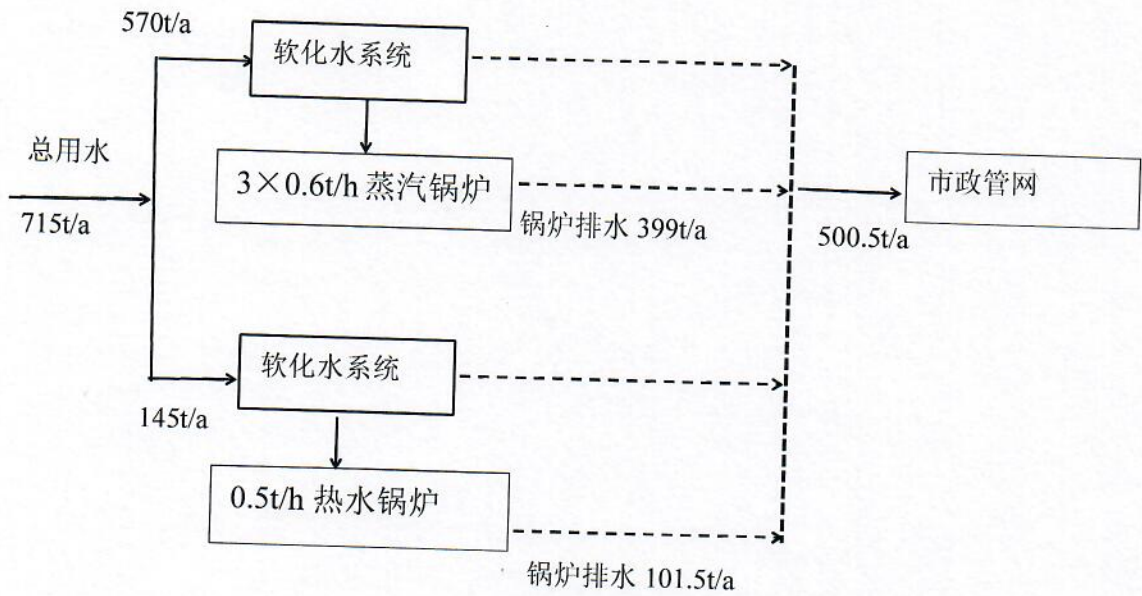 570t/a
软化水系统
总用水
715t/a
3×0.6t/h 蒸汽锅炉
锅炉排水 399t/a
市政管网
500.5t/a
软化水系统
145t/a
0.5t/h 热水锅炉
锅炉排水 101.5t/a